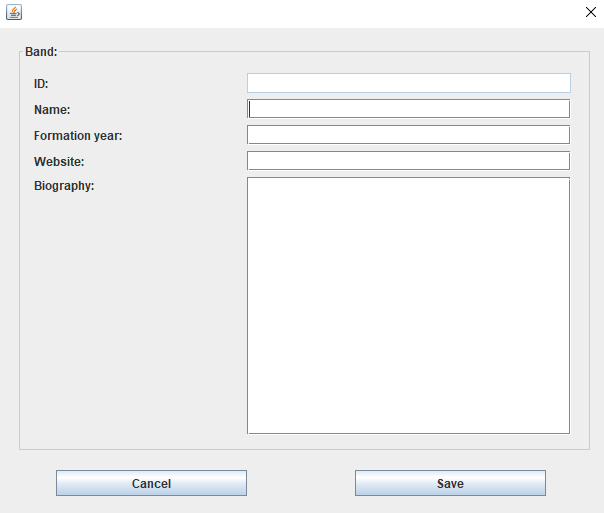 Band:
ID:
Name:
Formation year:
Website:
Biography:
Cancel Save